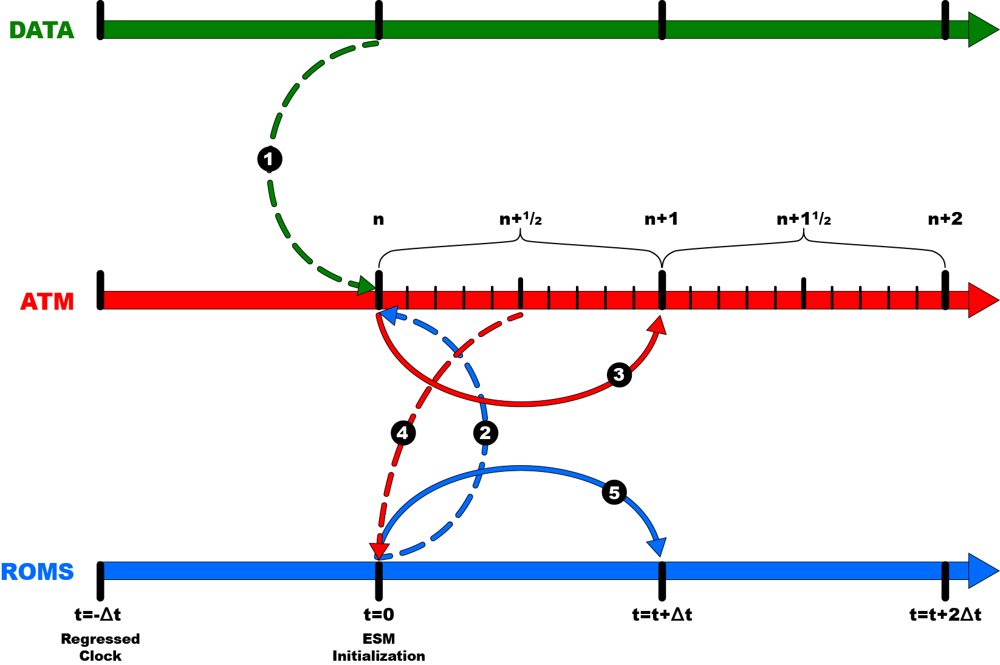 DATA
1
n n+¹/₂ n+1 n+1¹/₂ n+2
ATM
3
4 2
5
ROMS
t=-Δt t=0 t=t+Δt t=t+2Δt
Regressed ESM
Clock Initialization